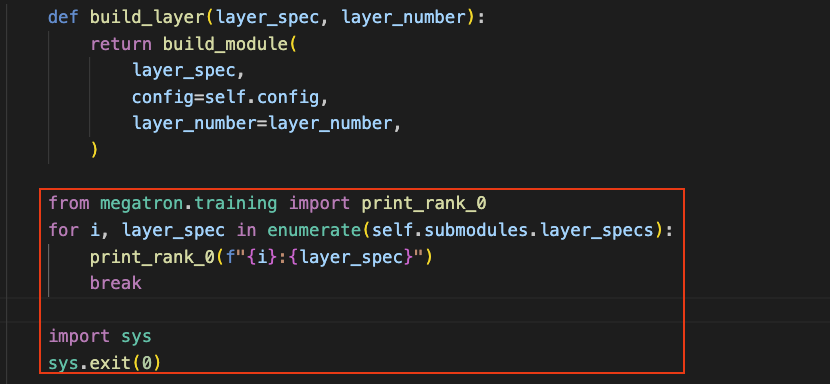 def build_layer(layer_spec, layer_number):
    return build_module(
        layer_spec,
        config=self.config,
        layer_number=layer_number,
    )
from megatron.training import print_rank_0
for i, layer_spec in enumerate(self.submodules.layer_specs):
    print_rank_0(f"{i}:{layer_spec}")
    break
import sys
sys.exit(0)